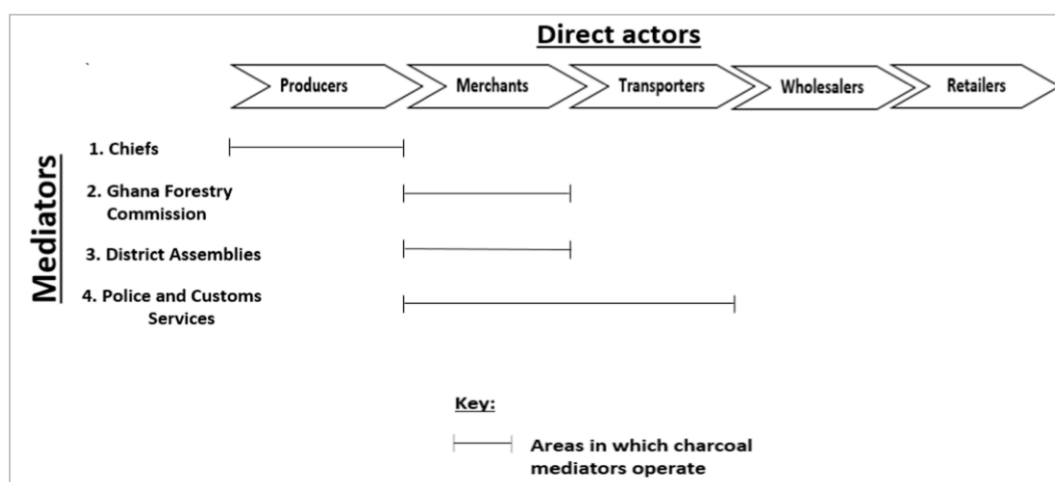 Direct actors
Producers
Merchants
Transporters
Wholesalers
Retailers
Mediators
1. Chiefs
2. Ghana Forestry
Commission
3. District Assemblies
4. Police and Customs
Services
Key:
Areas in which charcoal
mediators operate